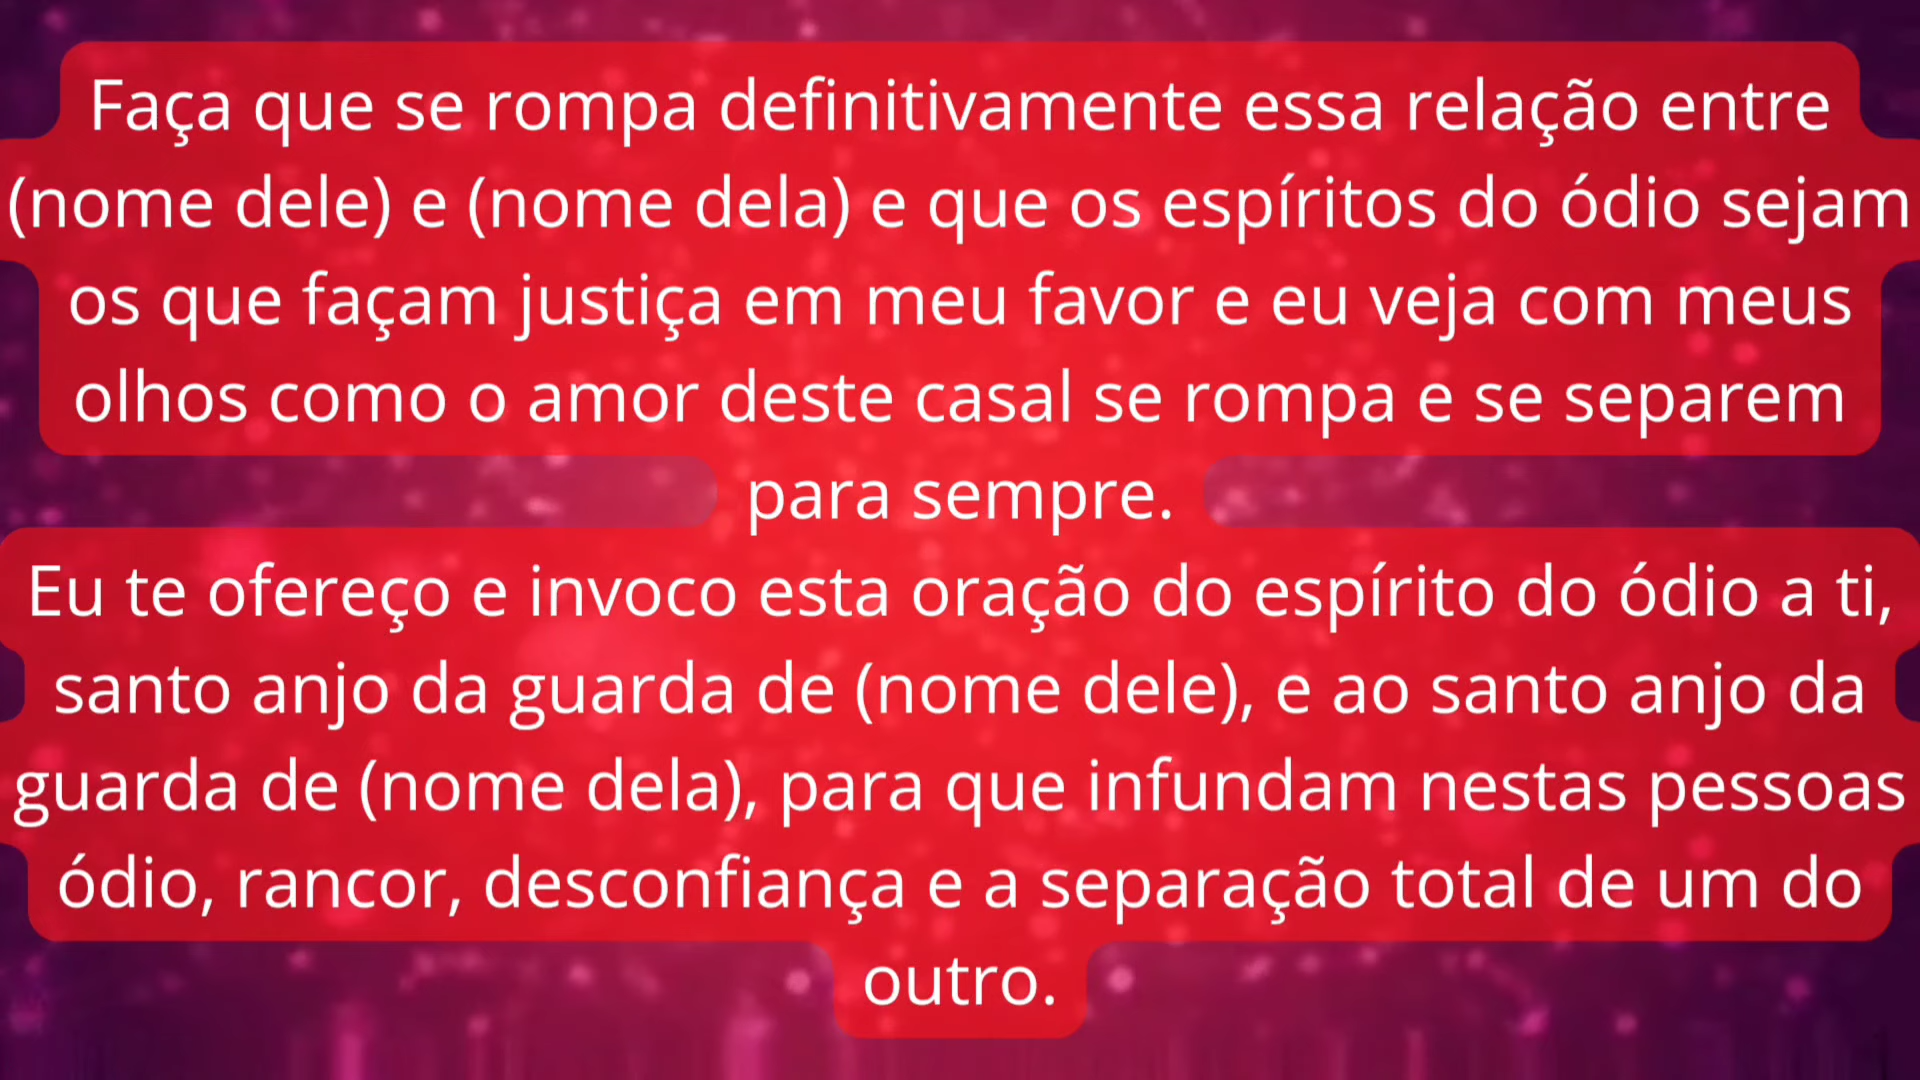 Faça que se rompa definitivamente essa relação entre
(nome dele) e (nome dela) e que os espíritos do ódio sejam
os que façam justiça em meu favor e eu veja com meus
olhos como o amor deste casal se rompa e se separem
para sempre.
Eu te ofereço e invoco esta oração do espírito do ódio a ti,
santo anjo da guarda de (nome dele), e ao santo anjo da
guarda de (nome dela), para que infundam nestas pessoas
ódio, rancor, desconfiança e a separação total de um do
outro.